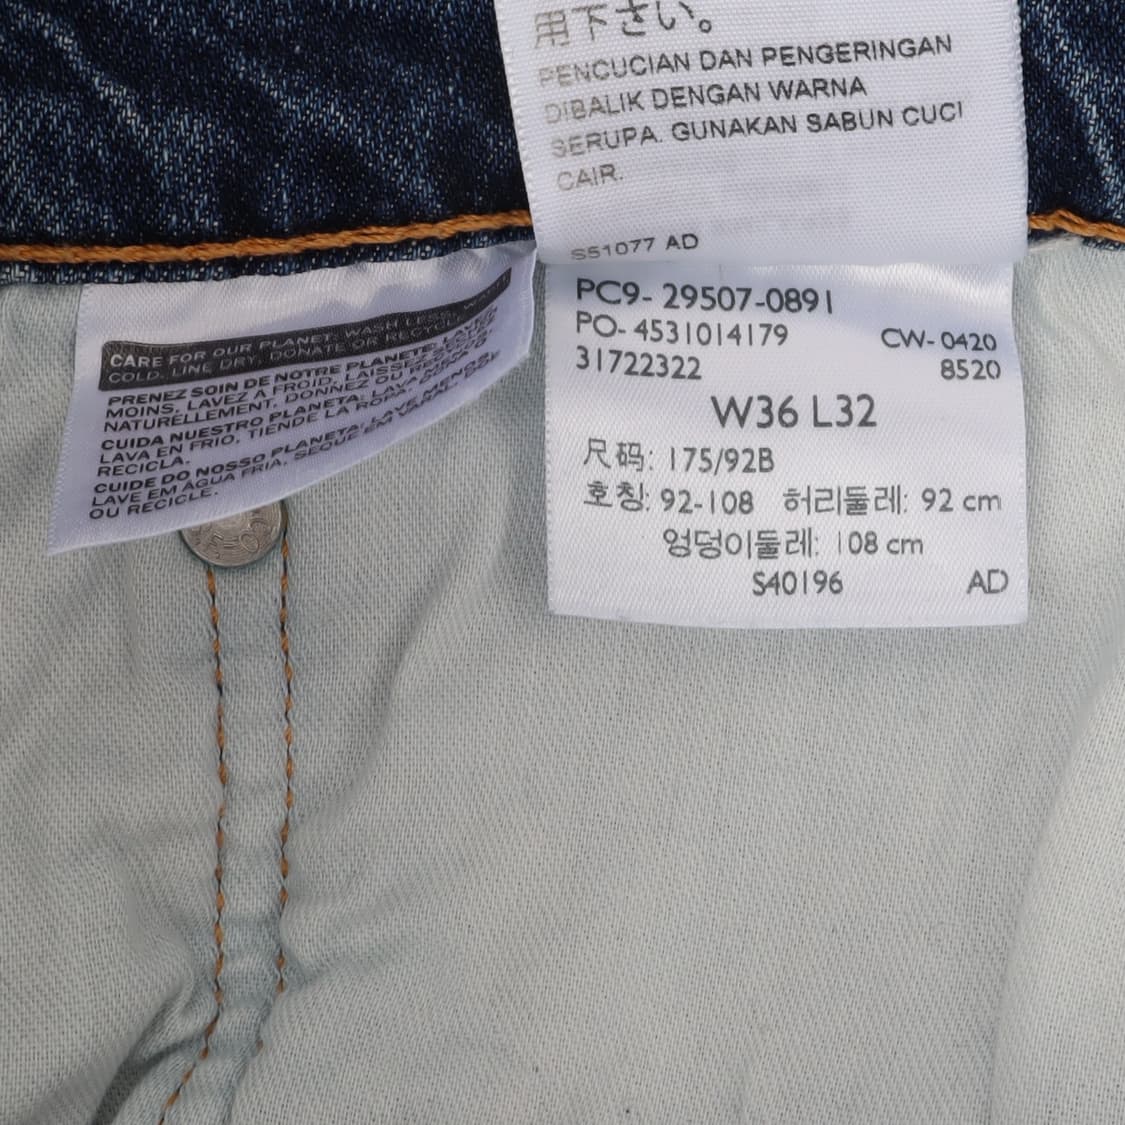 用下さい。
PENCUCIAN DAN PENGERINGAN
DIBALIK DENGAN WARNA
SERUPA. GUNAKAN SABUN CUCI
CAIR.
S51077 AD
CARE FOR OUR PLANET: WASH LESS, WASH
COLD, LINE DRY, DONATE OR RECYCLE.
PRENEZ SOIN DE NOTRE PLANETE: LAVEZ
MOINS, LAVEZ A FROID, LAISSEZ SECHER
NATURELLEMENT, DONNEZ OU RECYCLEZ.
CUIDA NUESTRO PLANETA: LAVA MENOS,
LAVA EN FRIO, TIENDE LA ROPA, DONA O
RECICLA.
CUIDE DO NOSSO PLANETA: LAVE MENOS,
LAVE EM AGUA FRIA, SEQUE EM VARAL, DOE
OU RECICLE.
PC9- 29507-0891
PO- 4531014179 CW- 0420
31722322 8520
W36 L32
尺码: 175/92B
호칭: 92-108 허리둘레: 92 cm
엉덩이둘레: 108 cm
S40196 AD